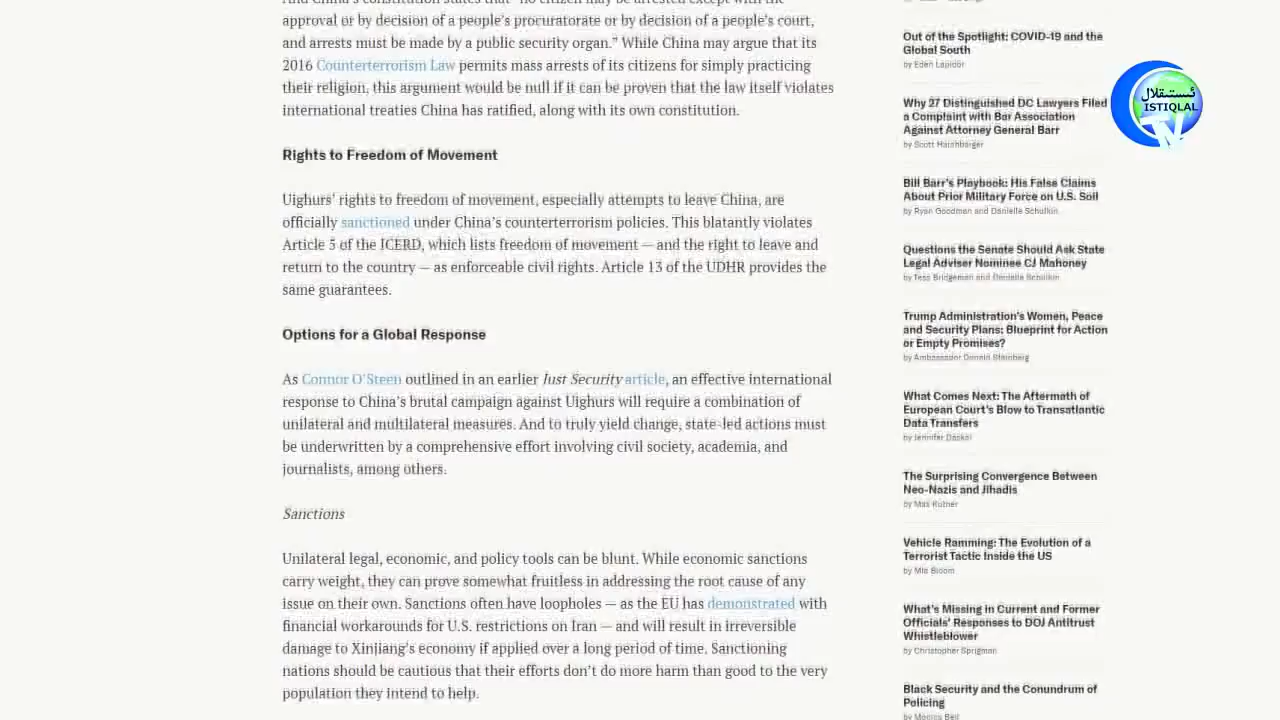 approval or by decision of a people's procuratorate or by decision of a people's court,
and arrests must be made by a public security organ.” While China may argue that its
2016 Counterterrorism Law permits mass arrests of its citizens for simply practicing
their religion, this argument would be null if it can be proven that the law itself violates
international treaties China has ratified, along with its own constitution.
Rights to Freedom of Movement
Uighurs’ rights to freedom of movement, especially attempts to leave China, are
officially sanctioned under China’s counterterrorism policies. This blatantly violates
Article 5 of the ICERD, which lists freedom of movement — and the right to leave and
return to the country — as enforceable civil rights. Article 13 of the UDHR provides the
same guarantees.
Options for a Global Response
As Connor O’Steen outlined in an earlier Just Security article, an effective international
response to China’s brutal campaign against Uighurs will require a combination of
unilateral and multilateral measures. And to truly yield change, state-led actions must
be underwritten by a comprehensive effort involving civil society, academia, and
journalists, among others.
Sanctions
Unilateral legal, economic, and policy tools can be blunt. While economic sanctions
carry weight, they can prove somewhat fruitless in addressing the root cause of any
issue on their own. Sanctions often have loopholes — as the EU has demonstrated with
financial workarounds for U.S. restrictions on Iran — and will result in irreversible
damage to Xinjiang’s economy if applied over a long period of time. Sanctioning
nations should be cautious that their efforts don’t do more harm than good to the very
population they intend to help.
Out of the Spotlight: COVID-19 and the
Global South
by Eden Lapidor
Why 27 Distinguished DC Lawyers Filed
a Complaint with Bar Association
Against Attorney General Barr
by Scott Harshbarger
Bill Barr’s Playbook: His False Claims
About Prior Military Force on U.S. Soil
by Ryan Goodman and Danielle Schulkin
Questions the Senate Should Ask State
Legal Adviser Nominee CJ Mahoney
by Tess Bridgeman and Danielle Schulkin
Trump Administration’s Women, Peace
and Security Plans: Blueprint for Action
or Empty Promises?
by Ambassador Donald Steinberg
What Comes Next: The Aftermath of
European Court’s Blow to Transatlantic
Data Transfers
by Jennifer Daskal
The Surprising Convergence Between
Neo-Nazis and Jihadis
by Max Kutner
Vehicle Ramming: The Evolution of a
Terrorist Tactic Inside the US
by Mia Bloom
What’s Missing in Current and Former
Officials’ Responses to DOJ Antitrust
Whistleblower
by Christopher Sprigman
Black Security and the Conundrum of
Policing
by Monica Bell
ئىستىقلال
ISTIQLAL
TV